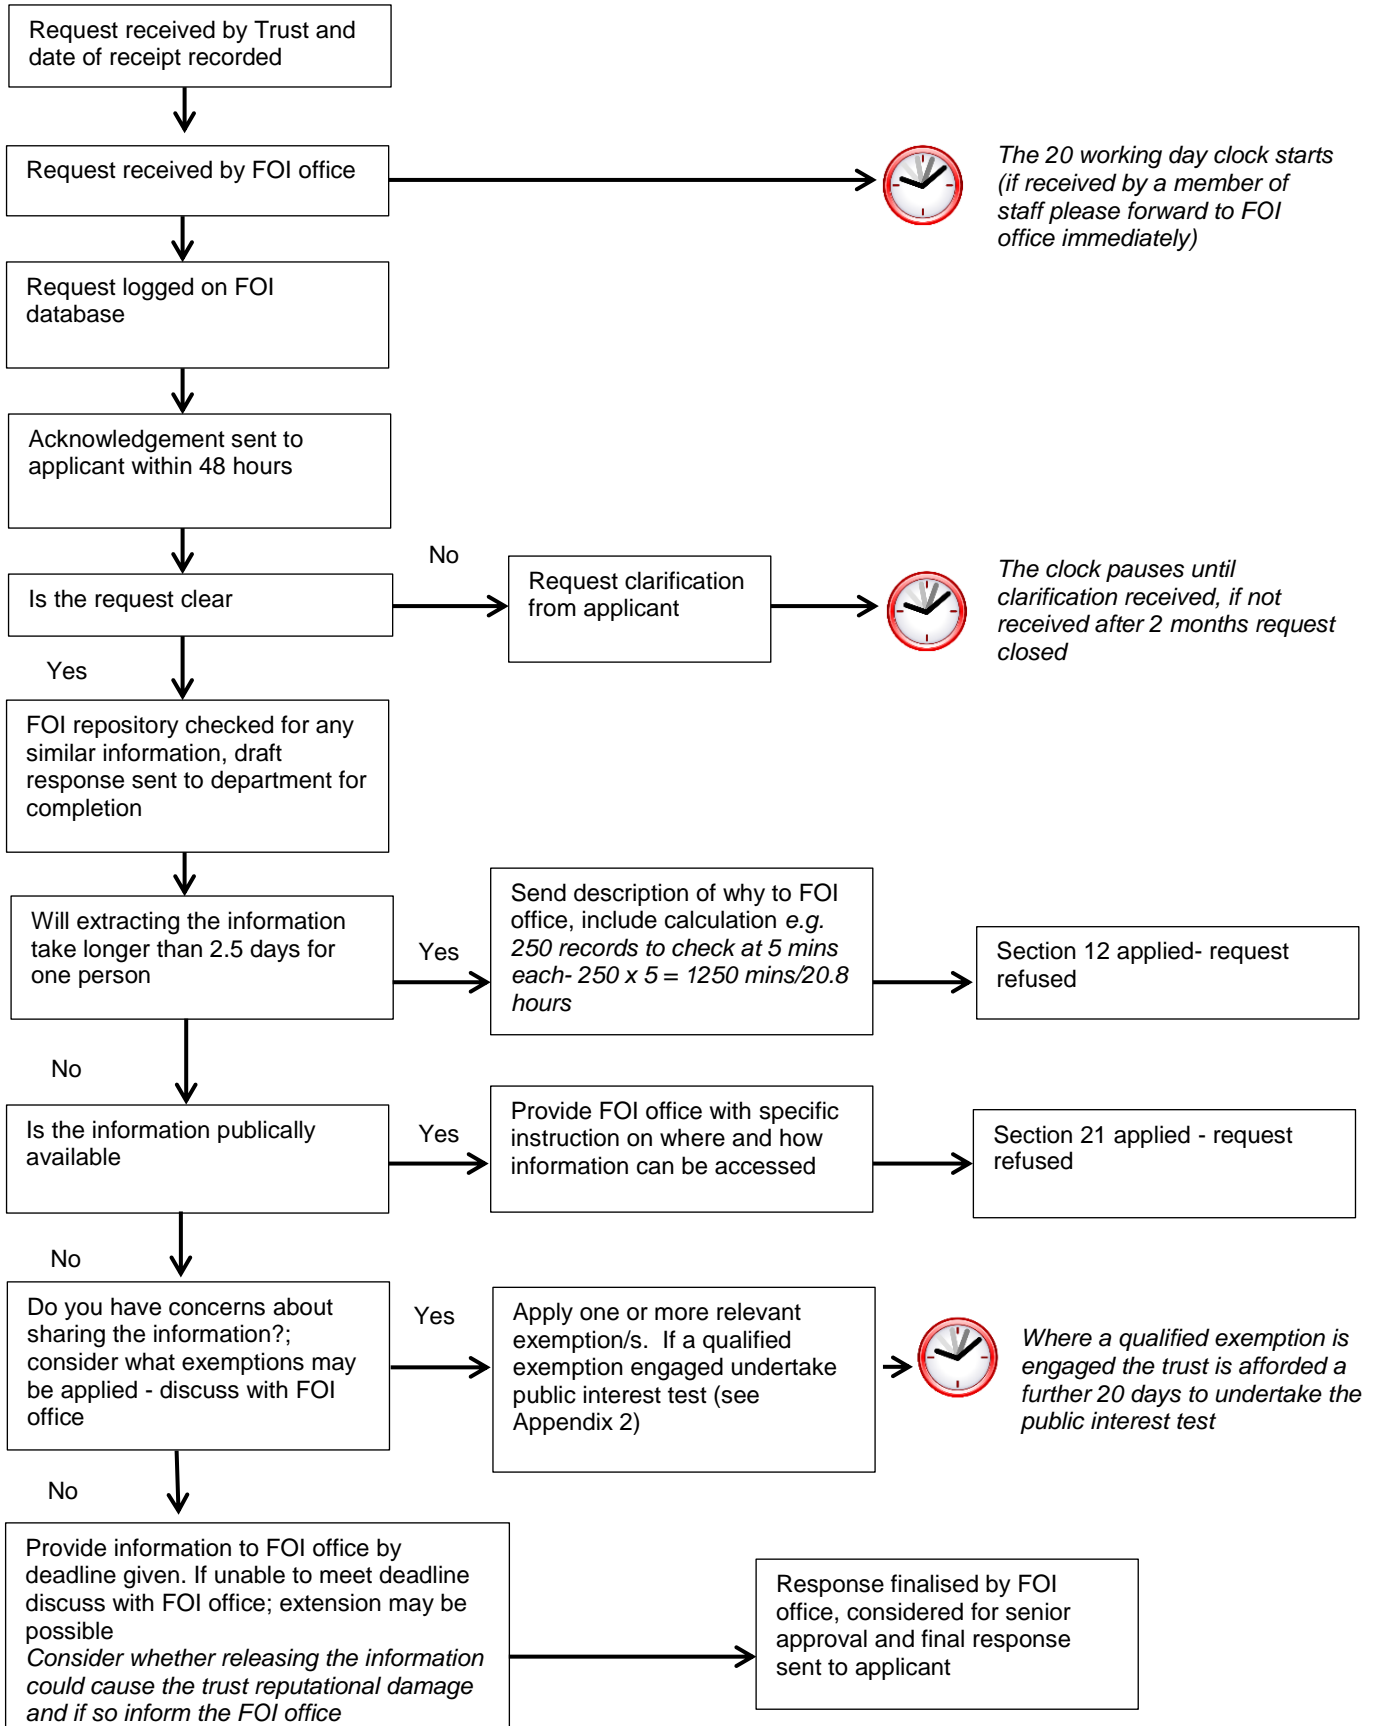 Request received by Trust and
date of receipt recorded
Request received by FOI office
The 20 working day clock starts
(if received by a member of
staff please forward to FOI
office immediately)
Request logged on FOI
database
Acknowledgement sent to
applicant within 48 hours
Is the request clear
No
Request clarification
from applicant
The clock pauses until
clarification received, if not
received after 2 months request
closed
Yes
FOI repository checked for any
similar information, draft
response sent to department for
completion
Will extracting the information
take longer than 2.5 days for
one person
Yes
Send description of why to FOI
office, include calculation e.g.
250 records to check at 5 mins
each- 250 x 5 = 1250 mins/20.8
hours
Section 12 applied- request
refused
No
Is the information publically
available
Yes
Provide FOI office with specific
instruction on where and how
information can be accessed
Section 21 applied - request
refused
No
Do you have concerns about
sharing the information?;
consider what exemptions may
be applied - discuss with FOI
office
Yes
Apply one or more relevant
exemption/s.  If a qualified
exemption engaged undertake
public interest test (see
Appendix 2)
Where a qualified exemption is
engaged the trust is afforded a
further 20 days to undertake the
public interest test
No
Provide information to FOI office by
deadline given. If unable to meet deadline
discuss with FOI office; extension may be
possible
Consider whether releasing the information
could cause the trust reputational damage
and if so inform the FOI office
Response finalised by FOI
office, considered for senior
approval and final response
sent to applicant